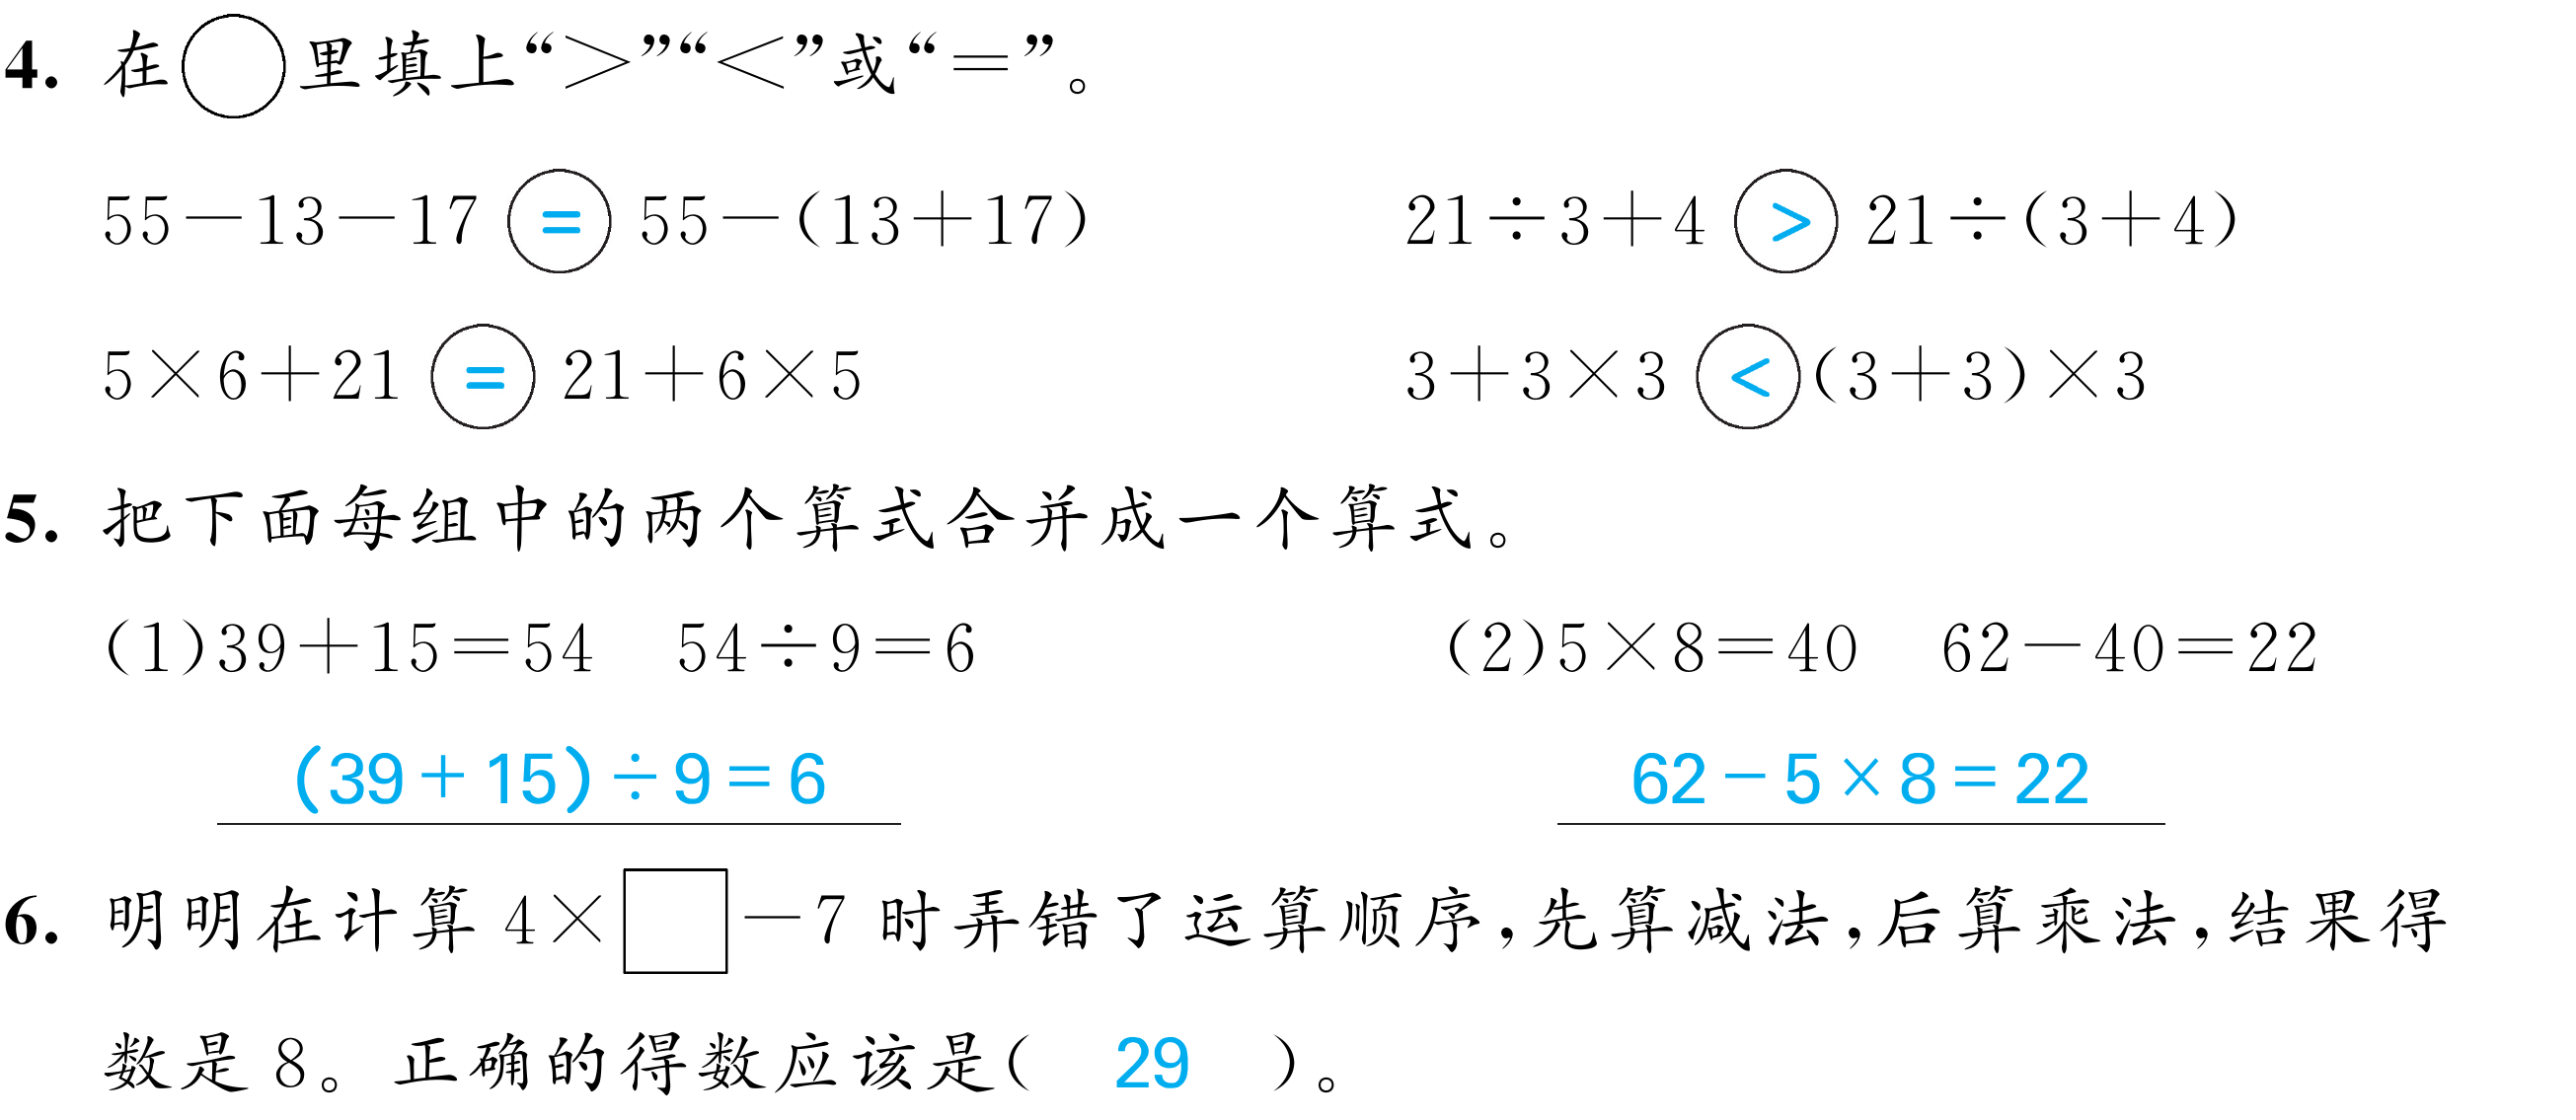 4. 在○里填上“＞”“＜”或“＝”。
55－13－17 = 55－(13＋17)　21÷3＋4 > 21÷(3＋4)
5×6＋21 = 21＋6×5　3＋3×3 < (3＋3)×3
5. 把下面每组中的两个算式合并成一个算式。
(1)39＋15＝54　54÷9＝6　(2)5×8＝40　62－40＝22
(39＋15)÷9＝6　62－5×8＝22
6. 明明在计算 4×□－7 时弄错了运算顺序,先算减法,后算乘法,结果得
数是 8。正确的得数应该是( 29 )。